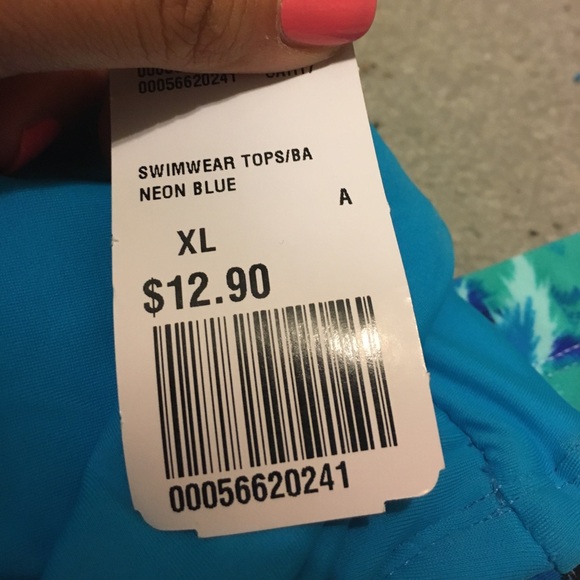 00056620241
SWIMWEAR TOPS/BA
NEON BLUE
A
XL
$12.90
00056620241